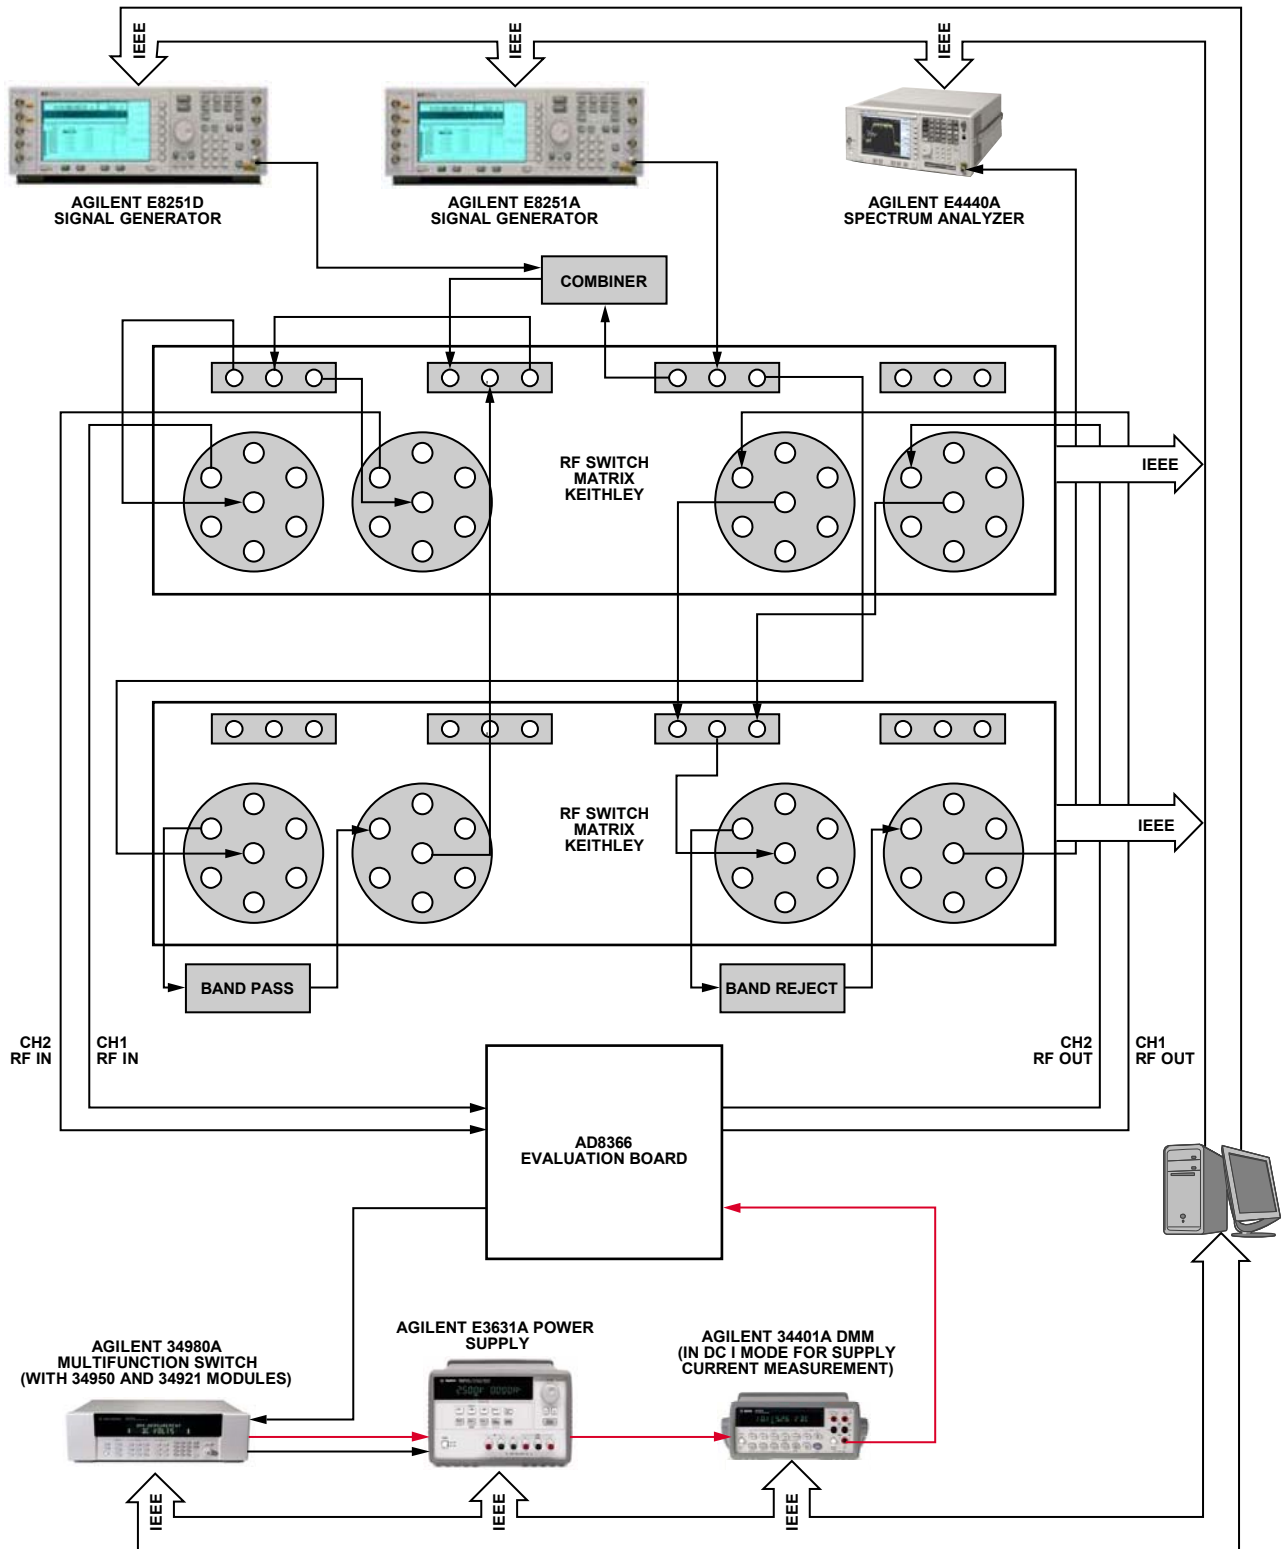 IEEE
IEEE
IEEE
AGILENT E8251D
SIGNAL GENERATOR
AGILENT E8251A
SIGNAL GENERATOR
AGILENT E4440A
SPECTRUM ANALYZER
COMBINER
RF SWITCH
MATRIX
KEITHLEY
IEEE
RF SWITCH
MATRIX
KEITHLEY
IEEE
BAND PASS
BAND REJECT
CH2
RF IN
CH1
RF IN
CH2
RF OUT
CH1
RF OUT
AD8366
EVALUATION BOARD
AGILENT 34980A
MULTIFUNCTION SWITCH
(WITH 34950 AND 34921 MODULES)
AGILENT E3631A POWER
SUPPLY
AGILENT 34401A DMM
(IN DC I MODE FOR SUPPLY
CURRENT MEASUREMENT)
IEEE
IEEE
IEEE